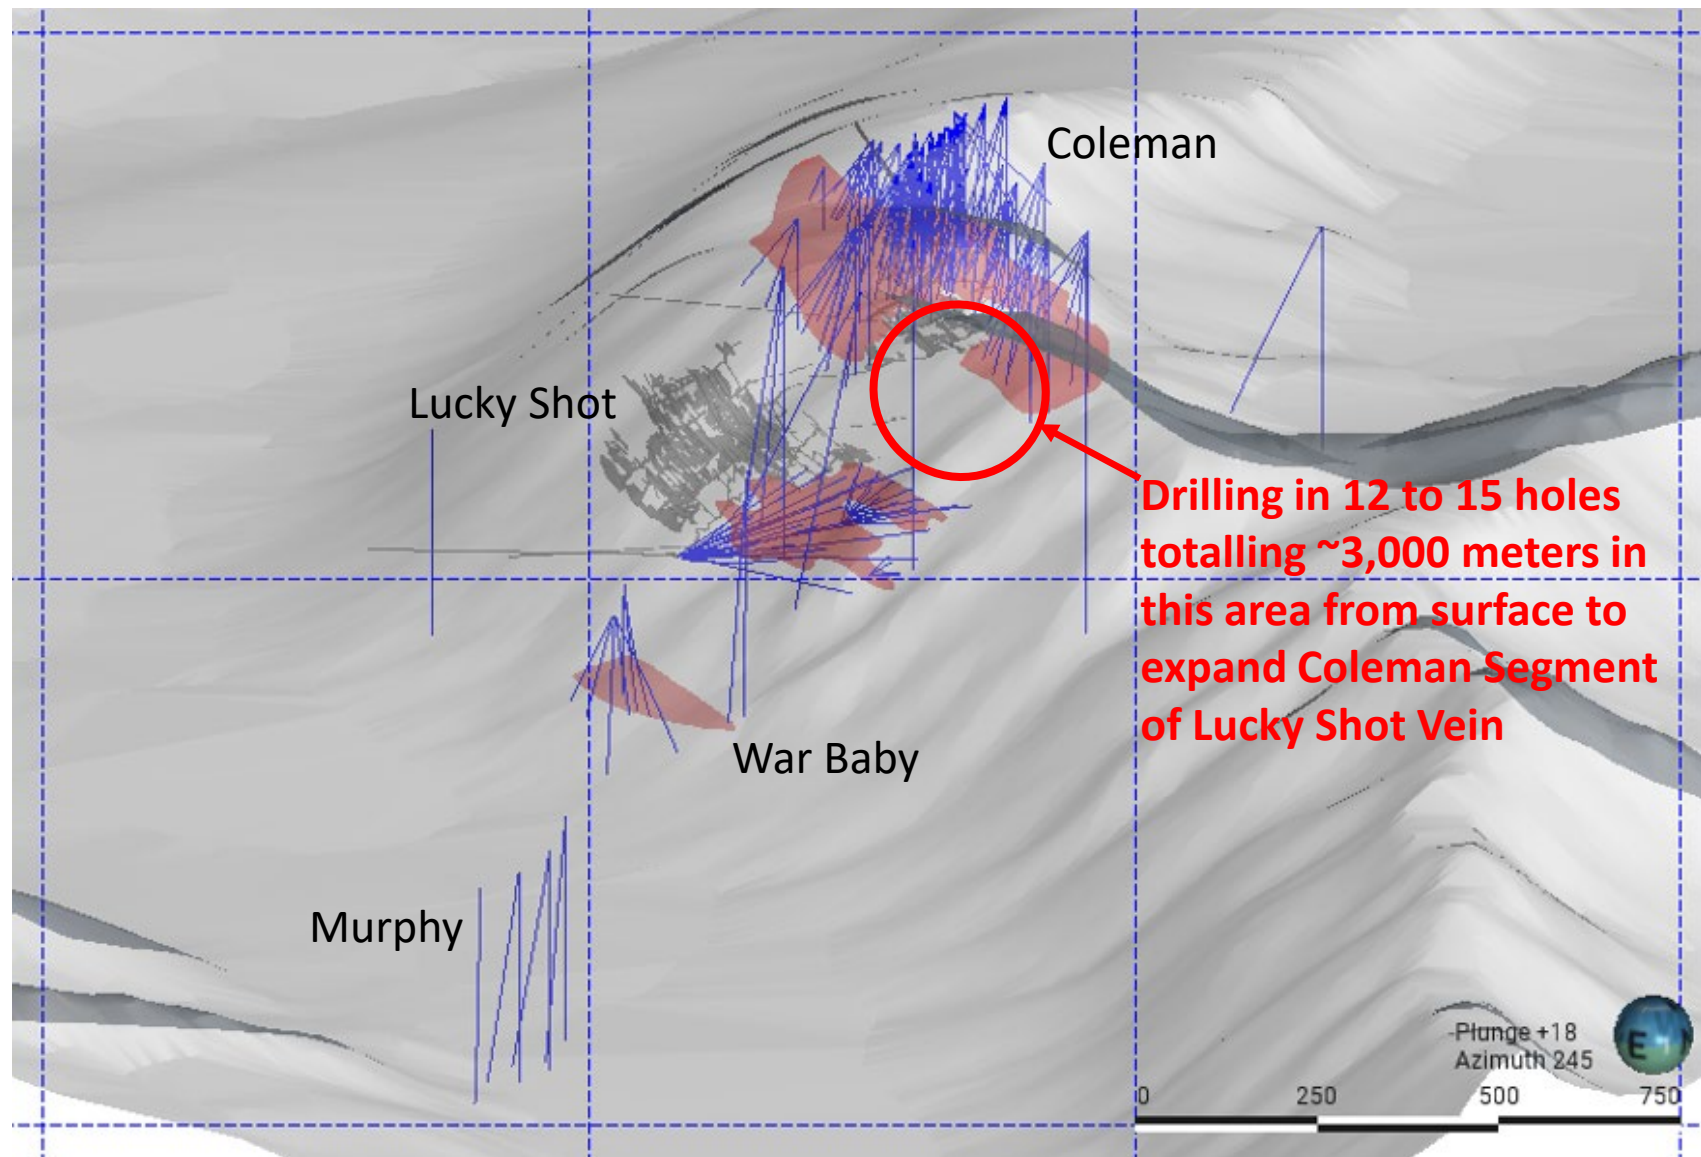 Coleman
Lucky Shot
Drilling in 12 to 15 holes
totalling ~3,000 meters in
this area from surface to
expand Coleman Segment
of Lucky Shot Vein
War Baby
Murphy
Plunge +18
Azimuth 245
E N
0 250 500 750